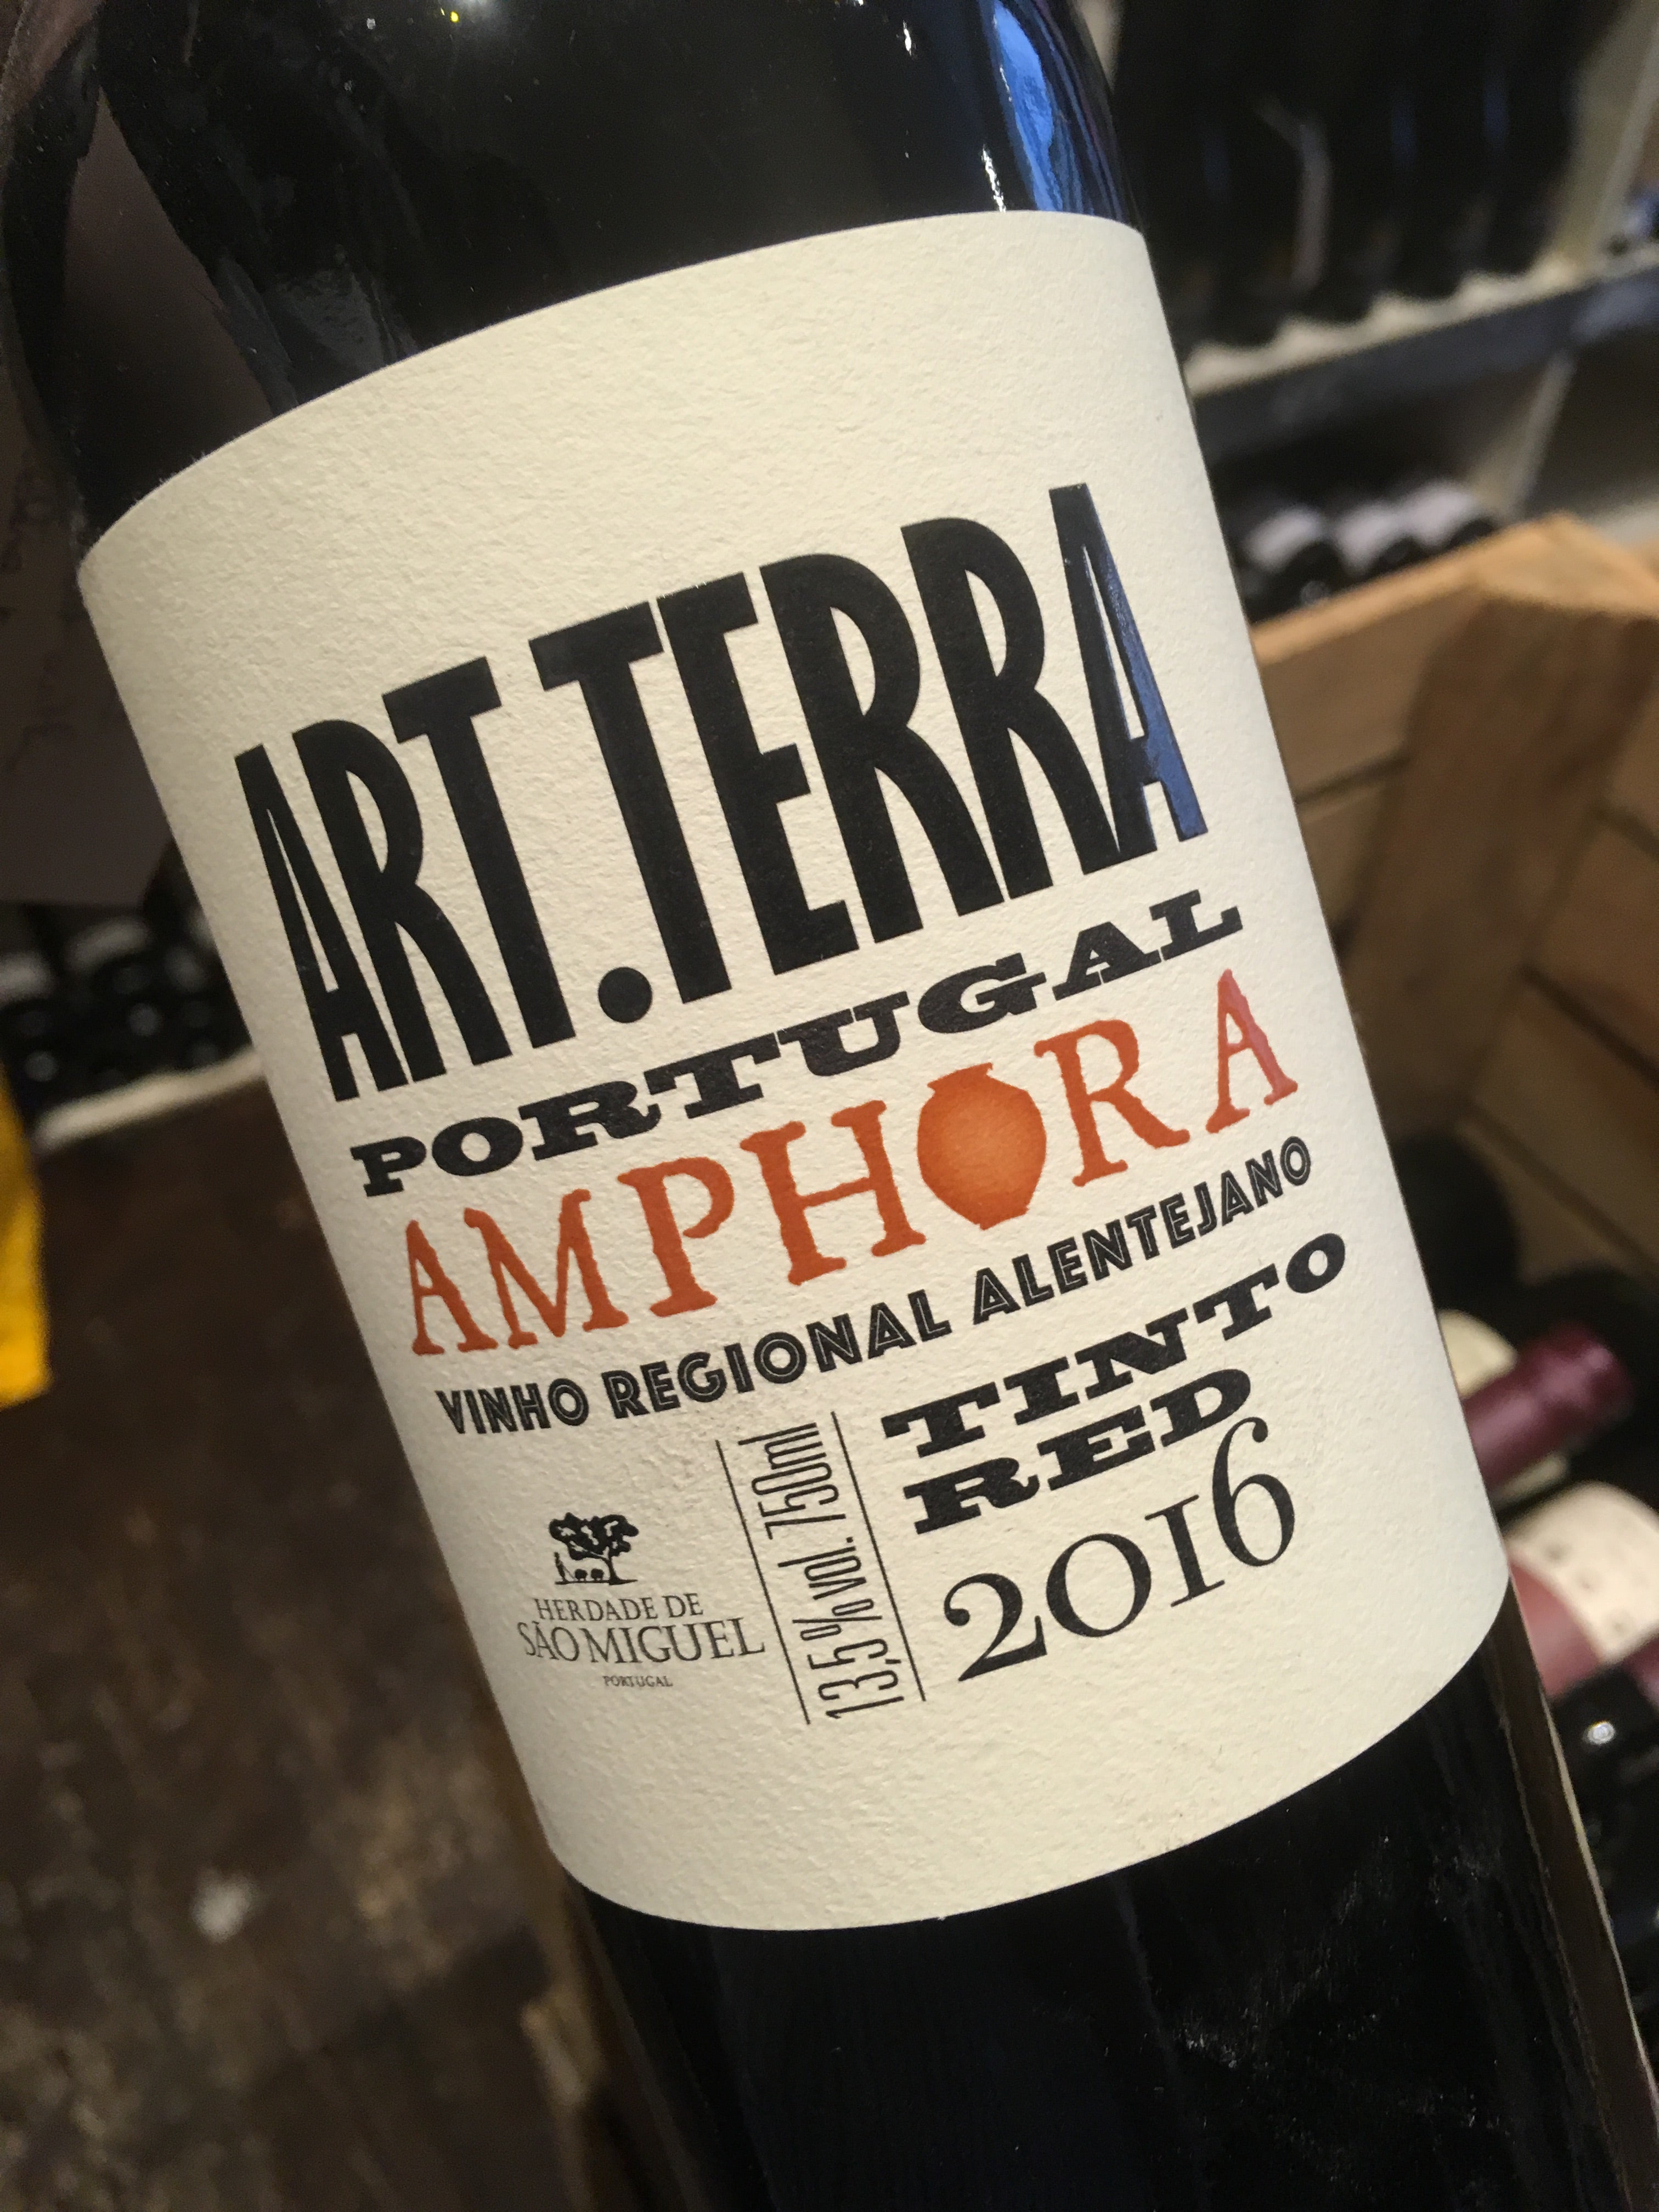 ART.TERRA
PORTUGAL
AMPHORA
VINHO REGIONAL ALENTEJANO
HERDADE DE
SÃO MIGUEL
PORTUGAL
13,5%vol. 750ml
TINTO
RED
2016